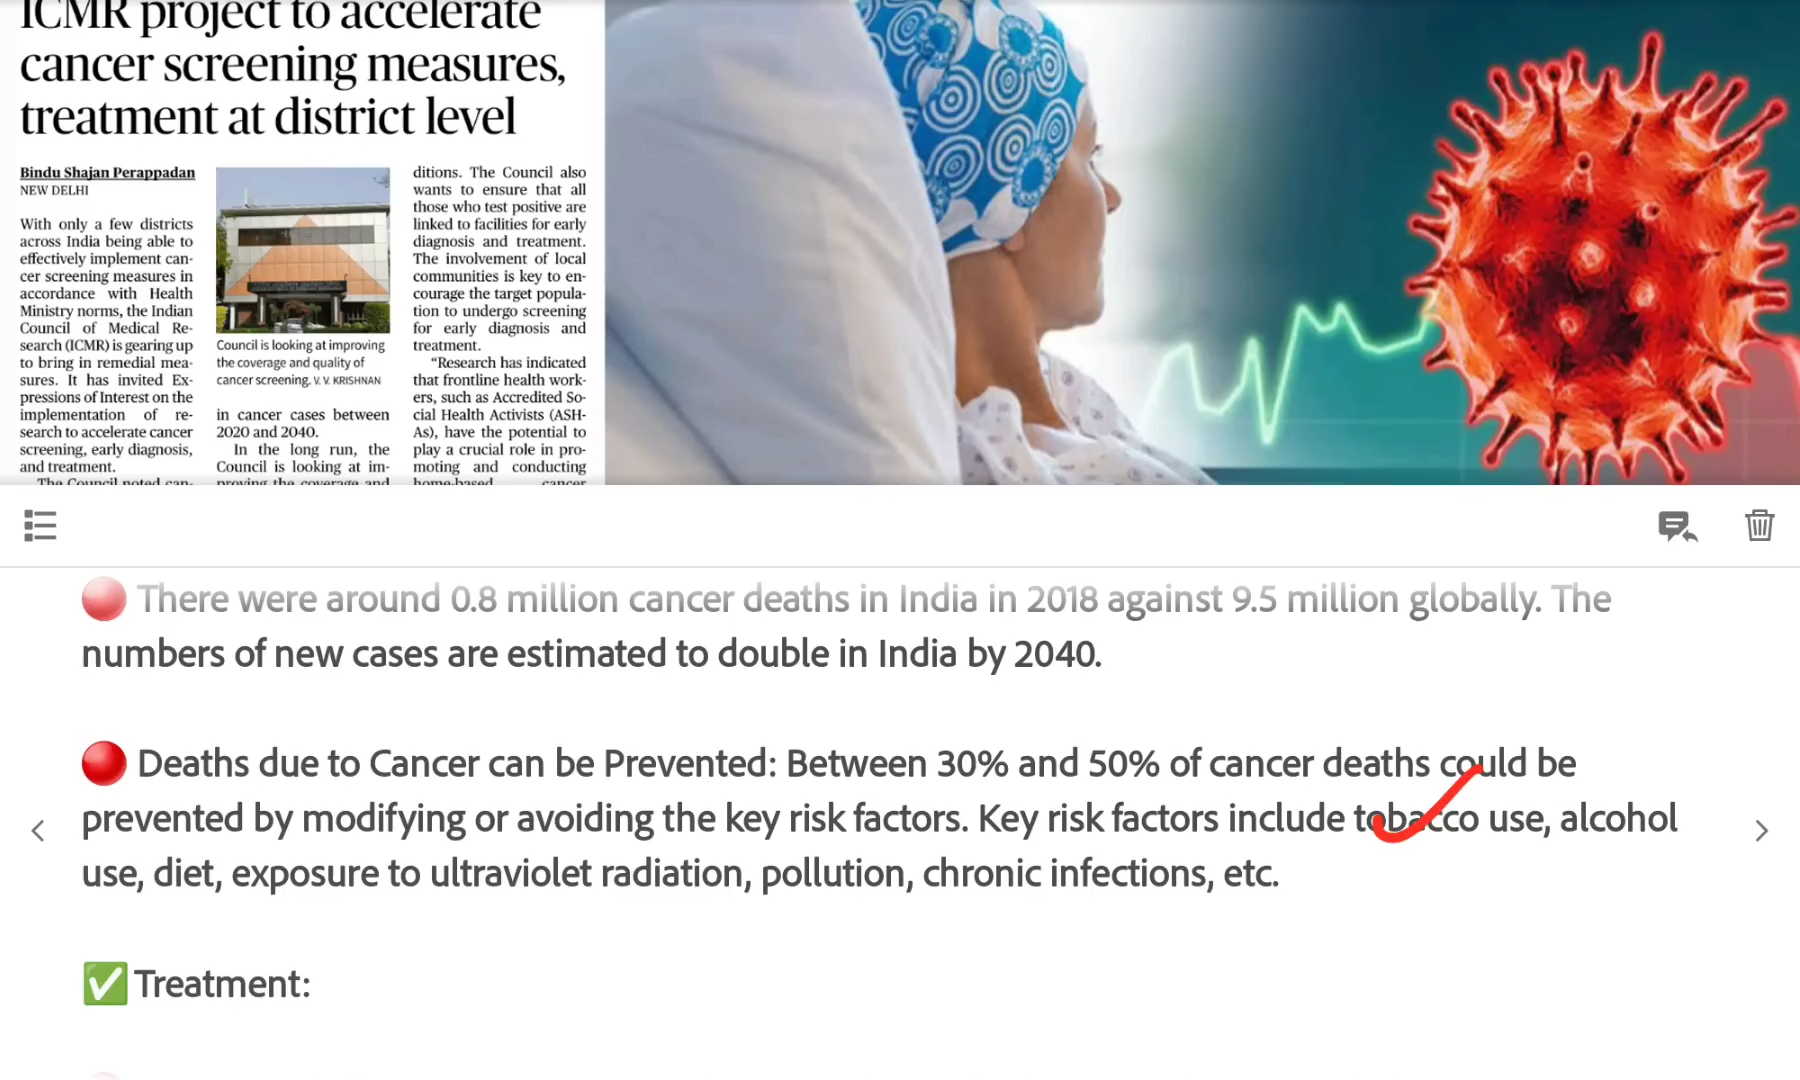 ICMR project to accelerate
cancer screening measures,
treatment at district level
Bindu Shajan Perappadan
NEW DELHI
With only a few districts
across India being able to
effectively implement can-
cer screening measures in
accordance with Health
Ministry norms, the Indian
Council of Medical Re-
search (ICMR) is gearing up
to bring in remedial mea-
sures. It has invited Ex-
pressions of Interest on the
implementation of re-
search to accelerate cancer
screening, early diagnosis,
and treatment.
The Council noted can-
Council is looking at improving
the coverage and quality of
cancer screening. V. V. KRISHNAN
in cancer cases between
2020 and 2040.
In the long run, the
Council is looking at im-
proving the coverage and
ditions. The Council also
wants to ensure that all
those who test positive are
linked to facilities for early
diagnosis and treatment.
The involvement of local
communities is key to en-
courage the target popula-
tion to undergo screening
for early diagnosis and
treatment.
“Research has indicated
that frontline health work-
ers, such as Accredited So-
cial Health Activists (ASH-
As), have the potential to
play a crucial role in pro-
moting and conducting
home-based cancer
There were around 0.8 million cancer deaths in India in 2018 against 9.5 million globally. The
numbers of new cases are estimated to double in India by 2040.
Deaths due to Cancer can be Prevented: Between 30% and 50% of cancer deaths could be
prevented by modifying or avoiding the key risk factors. Key risk factors include tobacco use, alcohol
use, diet, exposure to ultraviolet radiation, pollution, chronic infections, etc.
✅ Treatment: